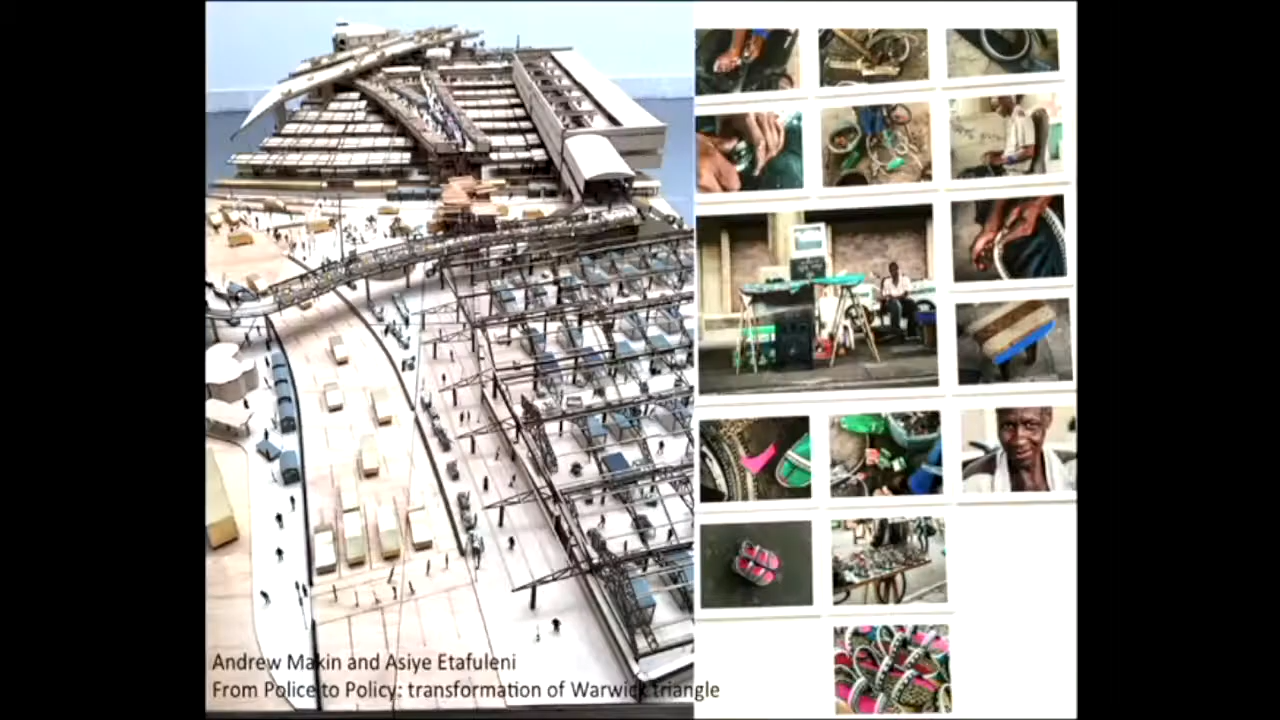 Andrew Makin and Asiye Etafuleni
From Police to Policy: transformation of Warwick triangle